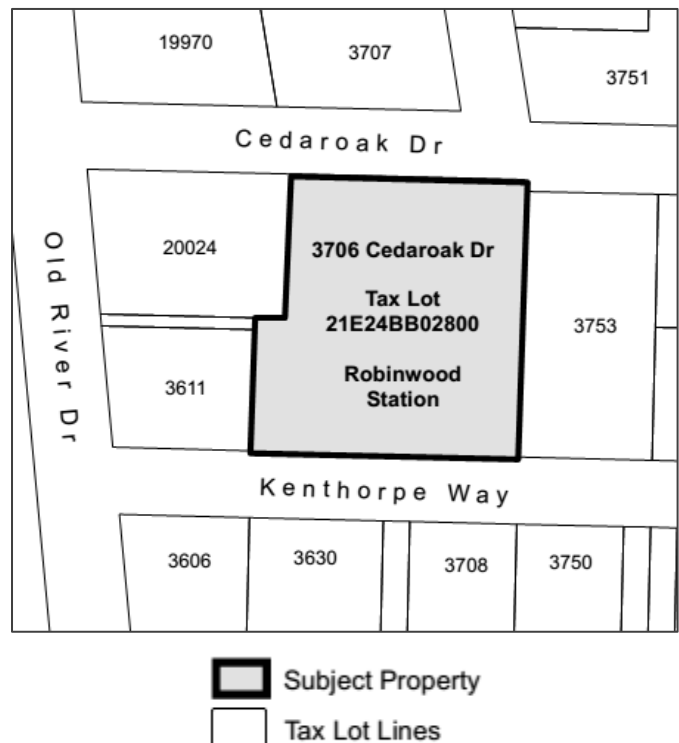 19970
3707
3751
Cedaroak Dr
20024
3706 Cedaroak Dr
Tax Lot
21E24BB02800
Robinwood
Station
3753
Old River Dr
3611
Kenthorpe Way
3606
3630
3708
3750
Subject Property
Tax Lot Lines